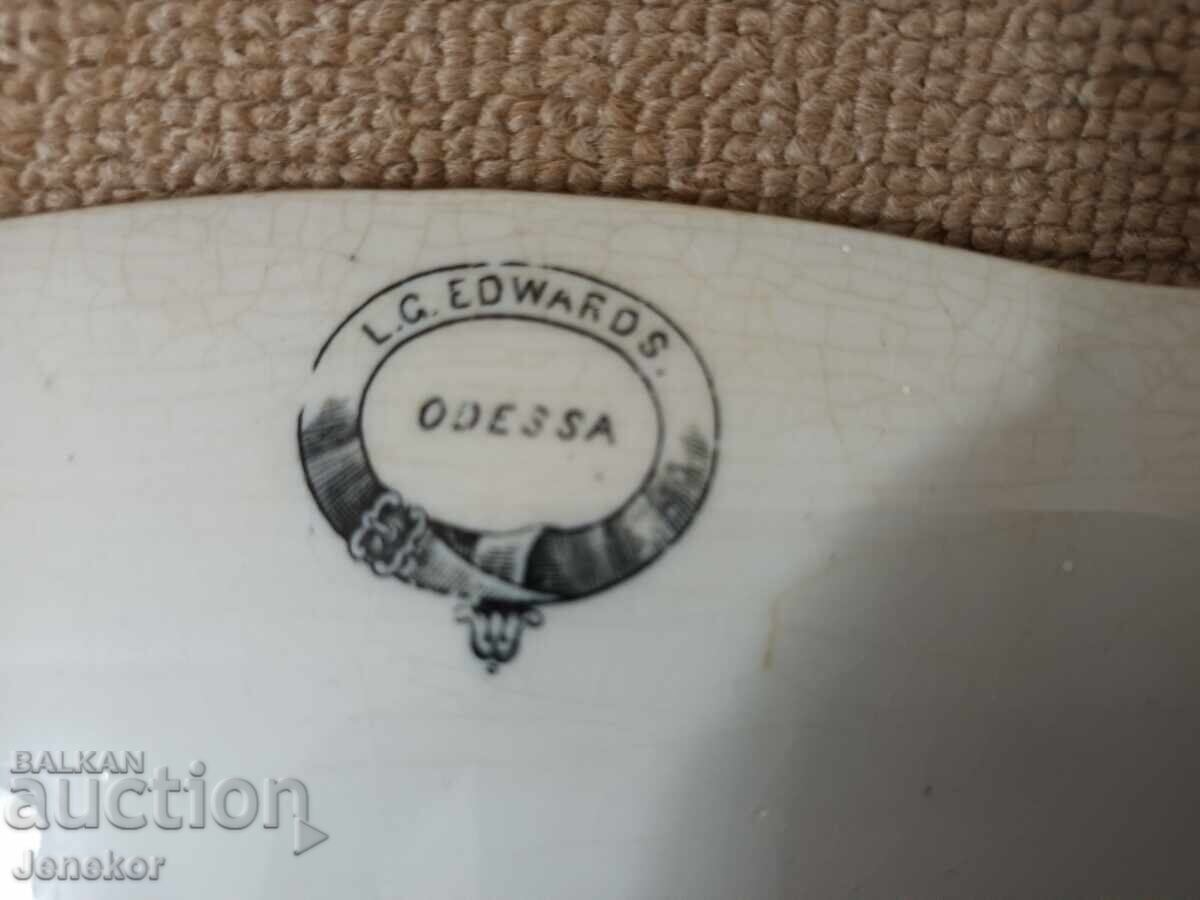 L.G. EDWARDS.
ODESSA
BALKAN
auction
Jenekor